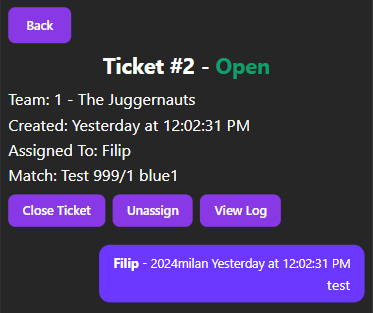 Back
Ticket #2 - Open
Team: 1 - The Juggernauts
Created: Yesterday at 12:02:31 PM
Assigned To: Filip
Match: Test 999/1 blue1
Close Ticket Unassign View Log
Filip - 2024milan Yesterday at 12:02:31 PM
test